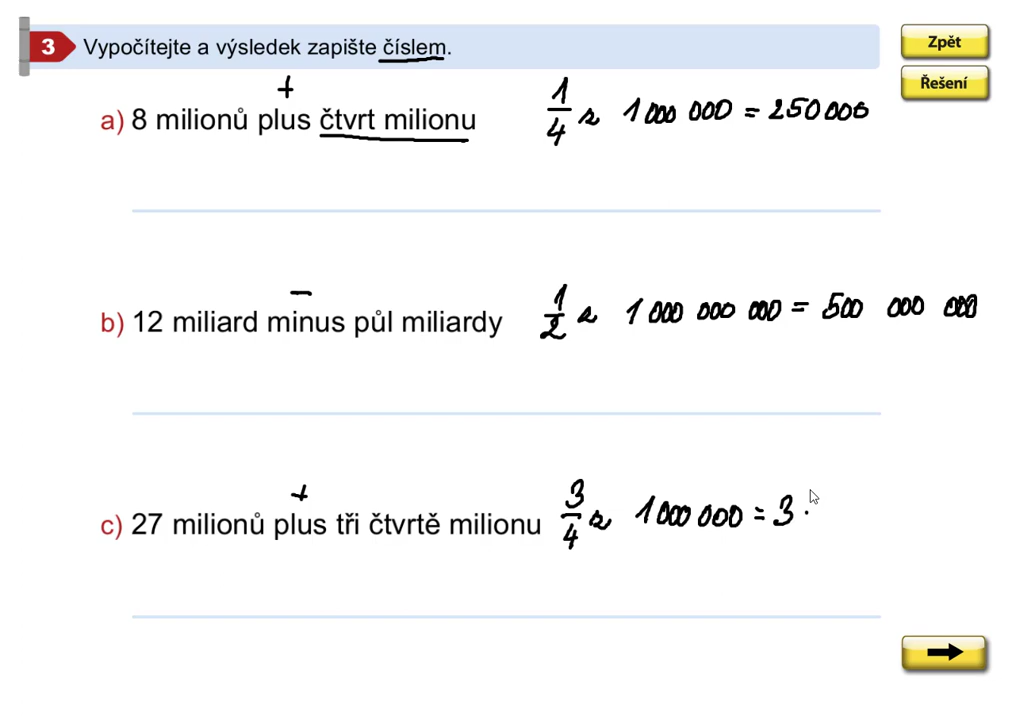 3 Vypočítejte a výsledek zapište číslem.
Zpět
Řešení
+
a) 8 milionů plus čtvrt milionu 1/4 z 1 000 000 = 250 000
−
b) 12 miliard minus půl miliardy 1/2 z 1 000 000 000 = 500 000 000
+
c) 27 milionů plus tři čtvrtě milionu 3/4 z 1 000 000 = 3 ·